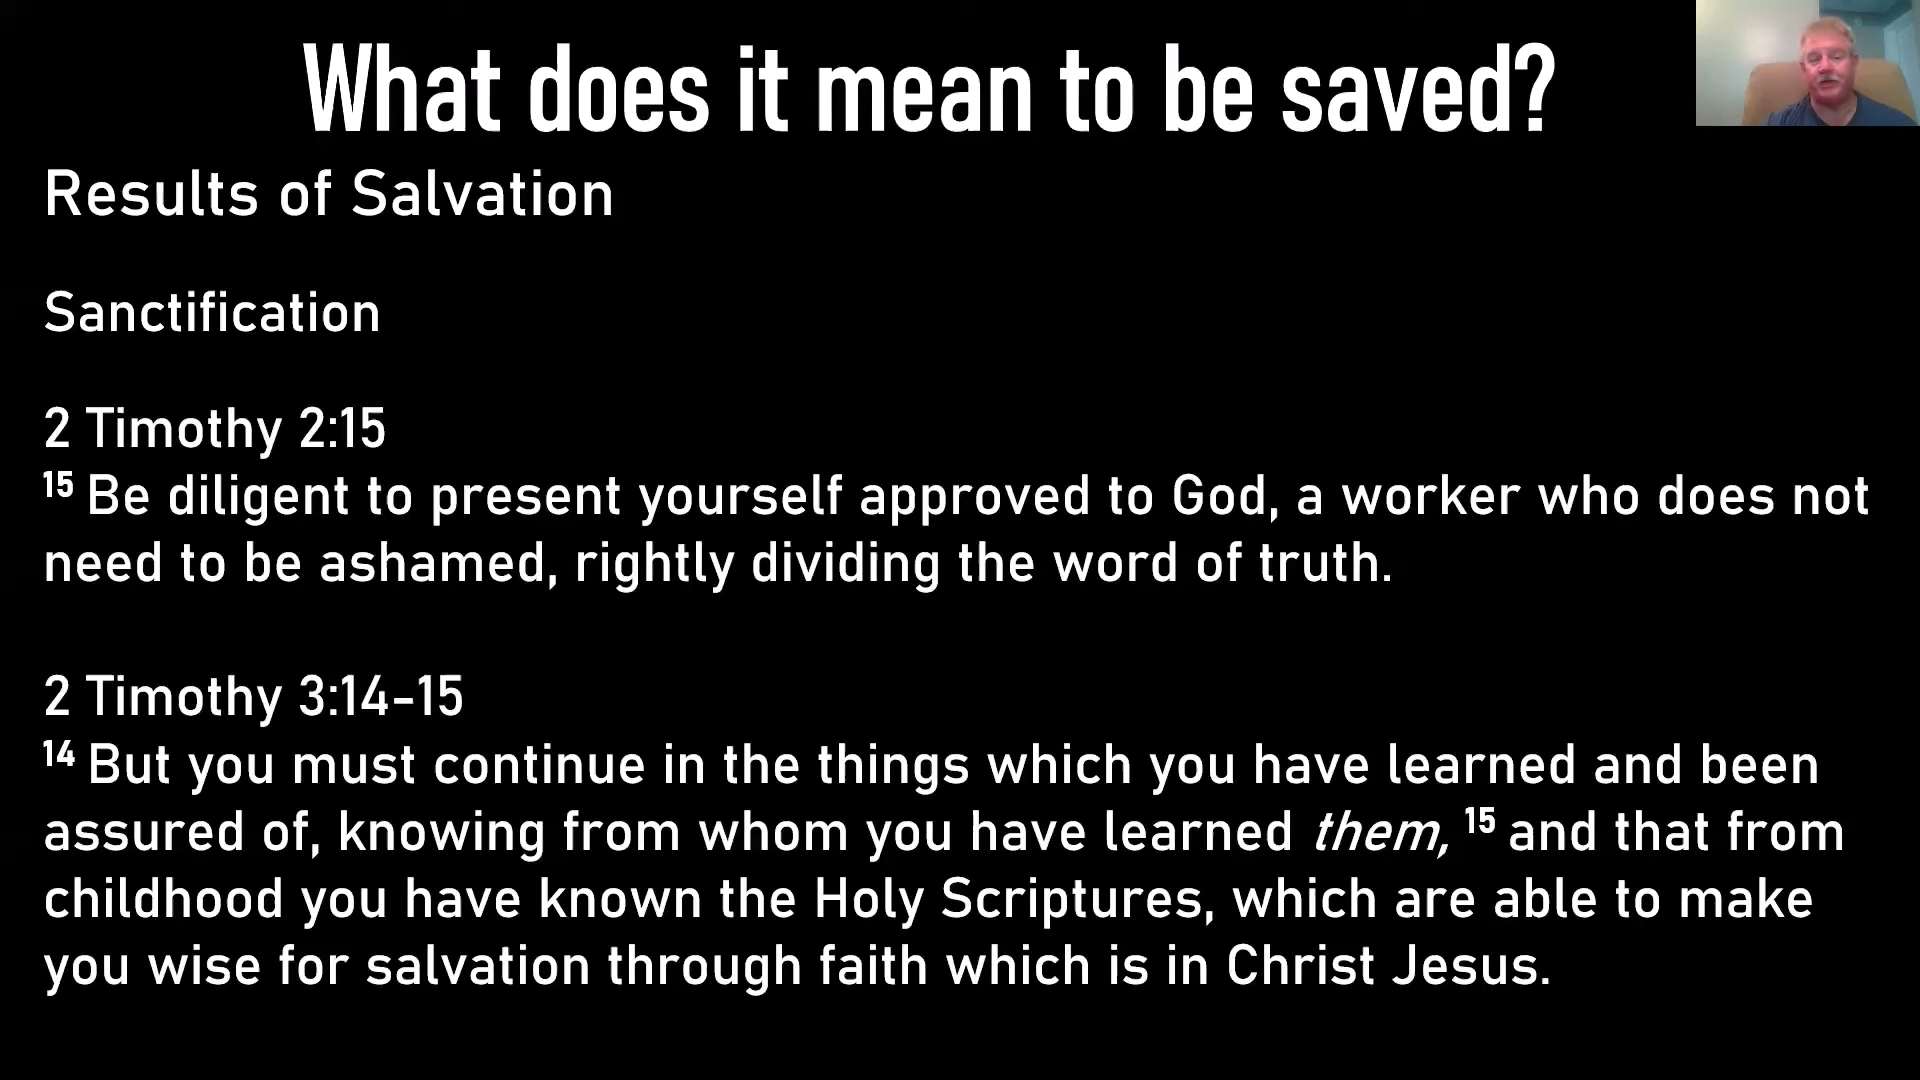 What does it mean to be saved?
Results of Salvation
Sanctification
2 Timothy 2:15
15 Be diligent to present yourself approved to God, a worker who does not
need to be ashamed, rightly dividing the word of truth.
2 Timothy 3:14-15
14 But you must continue in the things which you have learned and been
assured of, knowing from whom you have learned them, 15 and that from
childhood you have known the Holy Scriptures, which are able to make
you wise for salvation through faith which is in Christ Jesus.